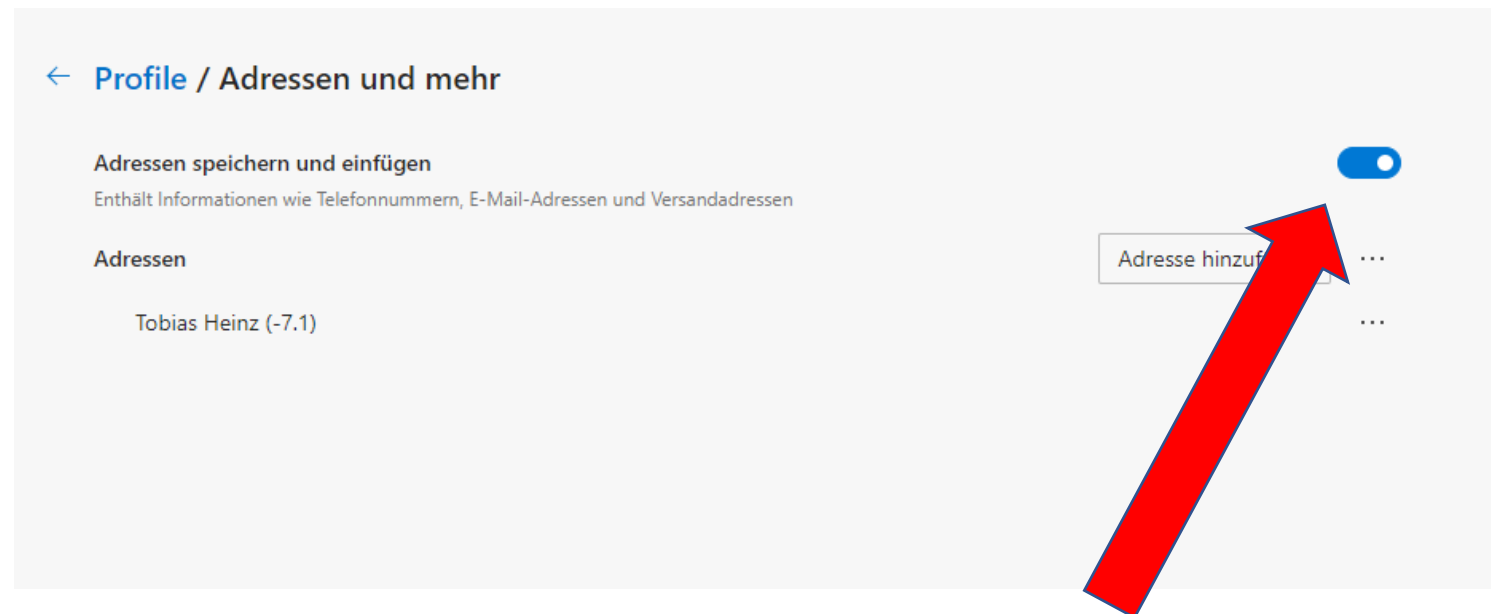 Profile / Adressen und mehr
Adressen speichern und einfügen
Enthält Informationen wie Telefonnummern, E-Mail-Adressen und Versandadressen
Adressen
Adresse
Tobias Heinz (-7.1)